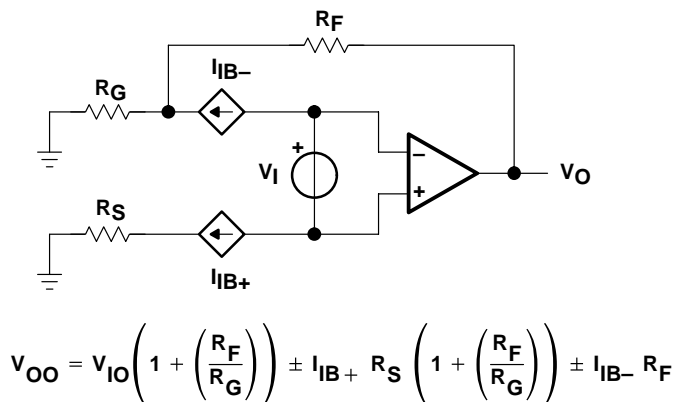 RF
IIB–
RG
+
VI
–
+
VO
RS
IIB+
VOO = VIO(1 + (RF/RG)) ± IIB+ RS (1 + (RF/RG)) ± IIB– RF